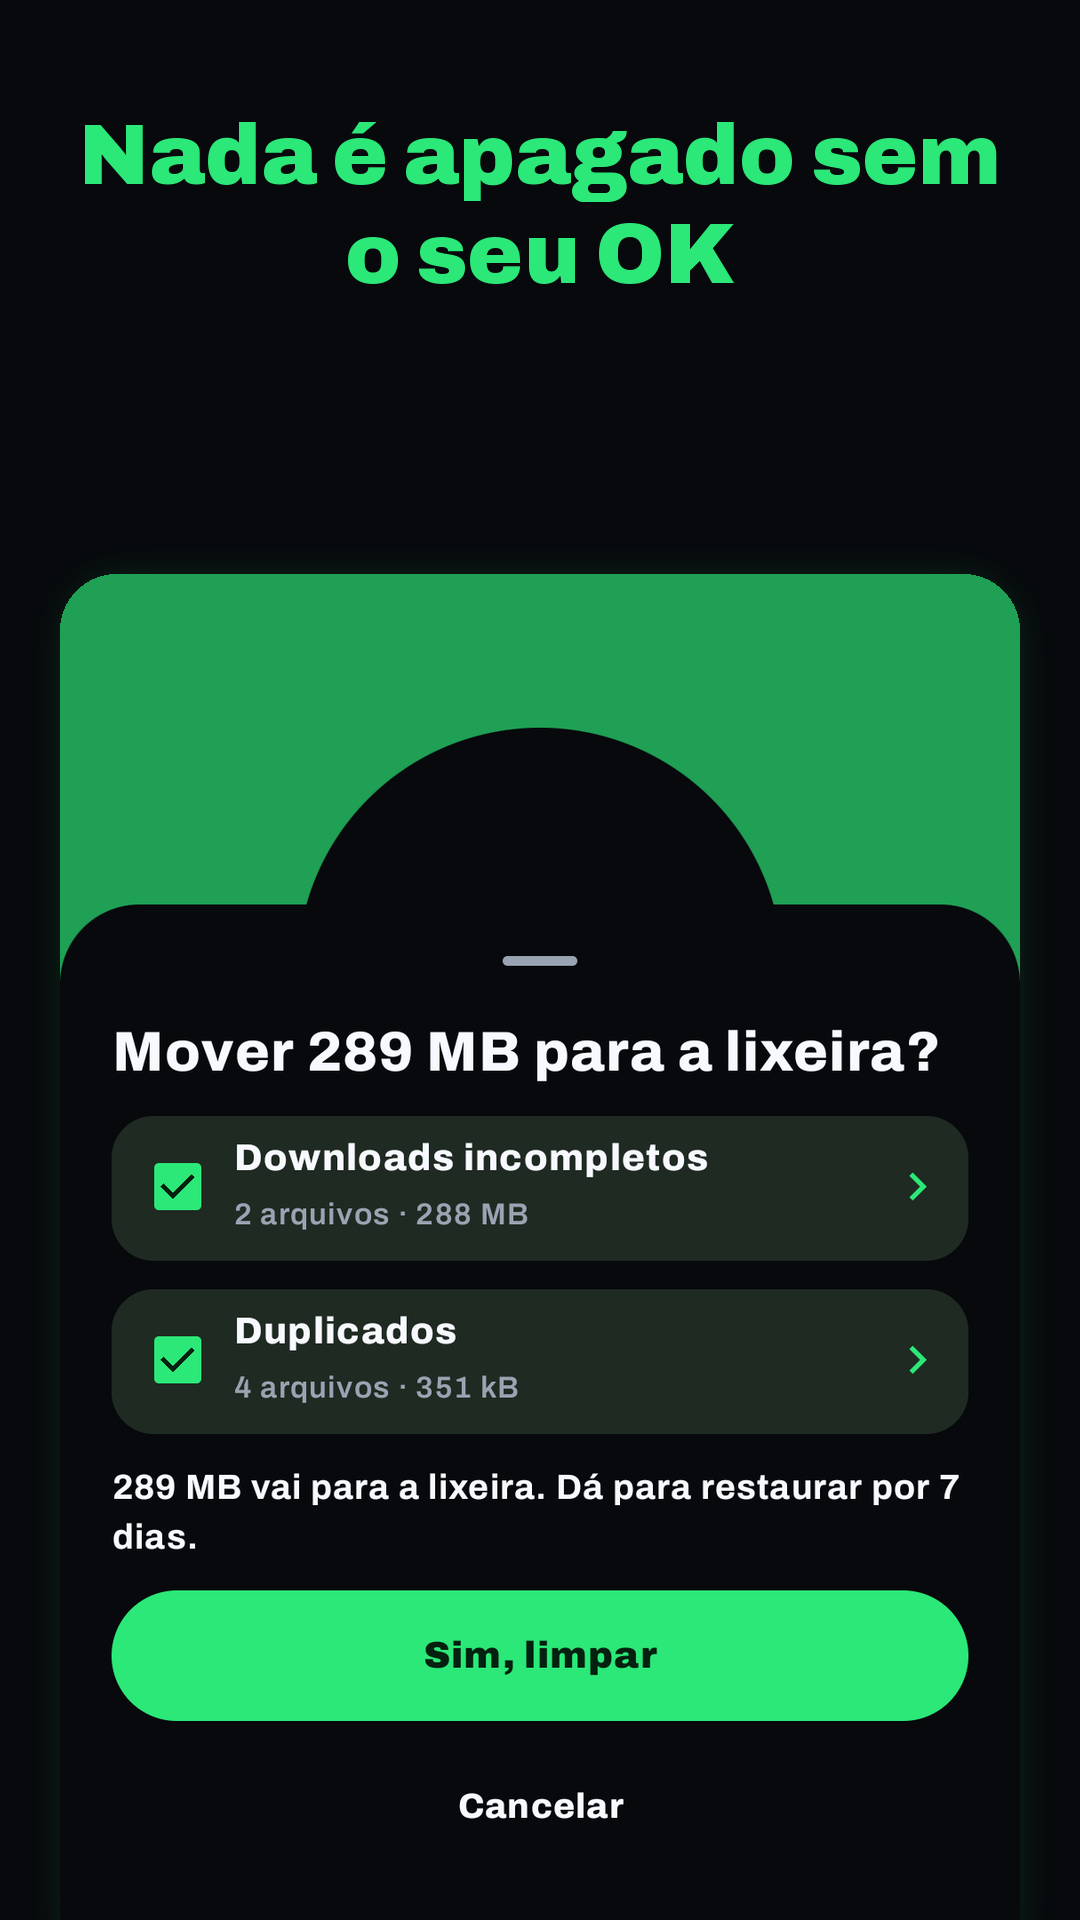 Nada é apagado sem
o seu OK
Mover 289 MB para a lixeira?
Downloads incompletos
2 arquivos · 288 MB
Duplicados
4 arquivos · 351 kB
289 MB vai para a lixeira. Dá para restaurar por 7
dias.
Sim, limpar
Cancelar